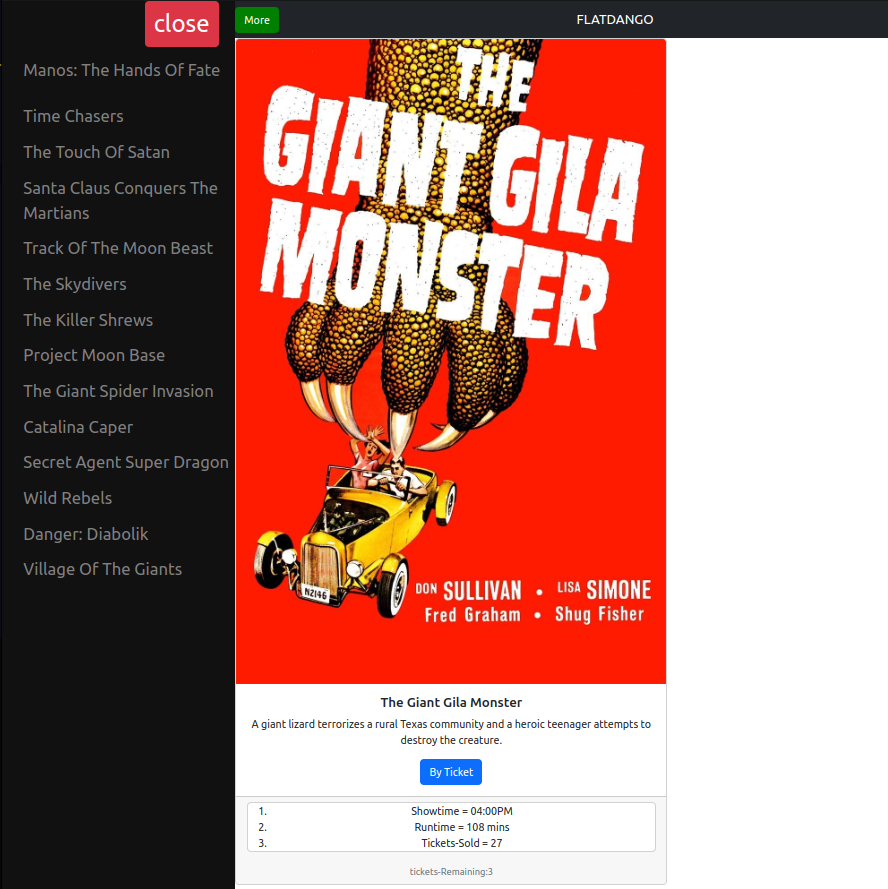 close
Manos: The Hands Of Fate
Time Chasers
The Touch Of Satan
Santa Claus Conquers The
Martians
Track Of The Moon Beast
The Skydivers
The Killer Shrews
Project Moon Base
The Giant Spider Invasion
Catalina Caper
Secret Agent Super Dragon
Wild Rebels
Danger: Diabolik
Village Of The Giants
More
FLATDANGO
THE
GIANT GILA
MONSTER
N2146
DON SULLIVAN • LISA SIMONE
Fred Graham • Shug Fisher
The Giant Gila Monster
A giant lizard terrorizes a rural Texas community and a heroic teenager attempts to
destroy the creature.
By Ticket
1. Showtime = 04:00PM
2. Runtime = 108 mins
3. Tickets-Sold = 27
tickets-Remaining:3